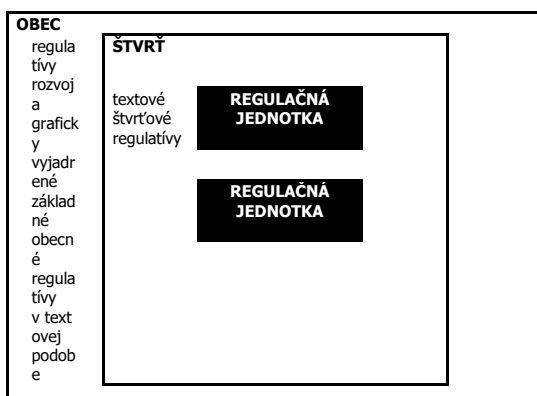 OBEC
regula
tívy
rozvoj
a
grafick
y
vyjadr
ené
základ
né
obecn
é
regula
tívy
v text
ovej
podob
e
ŠTVRŤ
textové
štvrťové
regulatívy
REGULAČNÁ
JEDNOTKA
REGULAČNÁ
JEDNOTKA